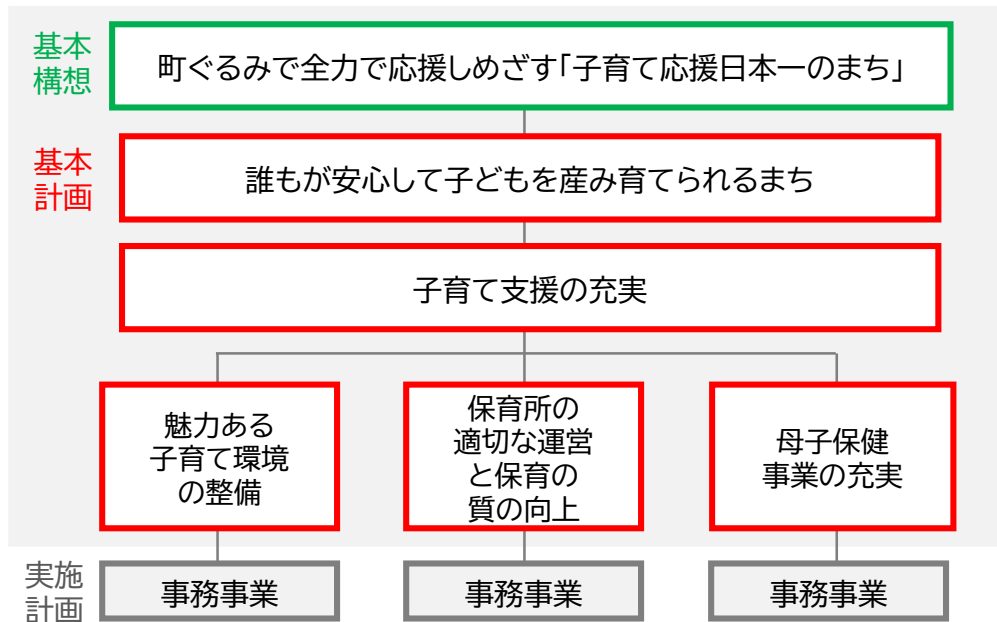 基本
構想
町ぐるみで全力で応援しめざす「子育て応援日本一のまち」
基本
計画
誰もが安心して子どもを産み育てられるまち
子育て支援の充実
魅力ある
子育て環境
の整備
保育所の
適切な運営
と保育の
質の向上
母子保健
事業の充実
実施
計画
事務事業
事務事業
事務事業